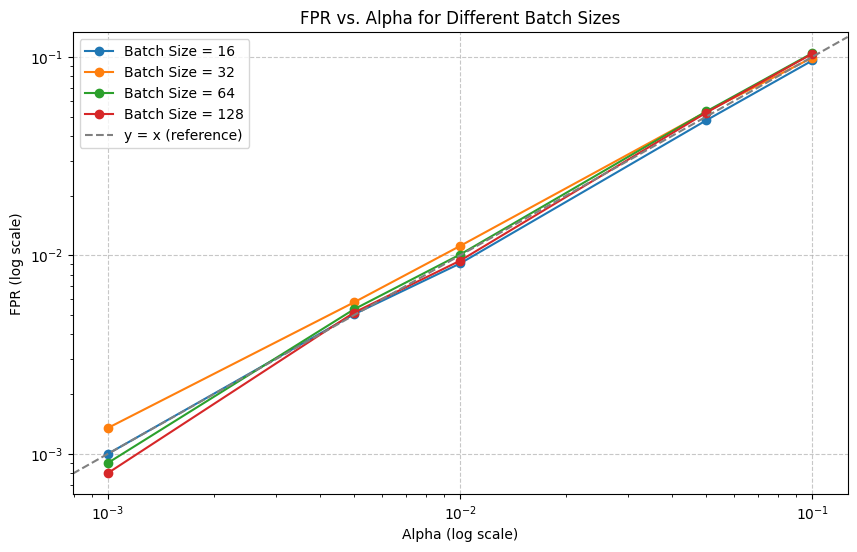 FPR vs. Alpha for Different Batch Sizes
Batch Size = 16
Batch Size = 32
Batch Size = 64
Batch Size = 128
y = x (reference)
10⁻¹
10⁻²
10⁻³
FPR (log scale)
10⁻³
10⁻²
10⁻¹
Alpha (log scale)